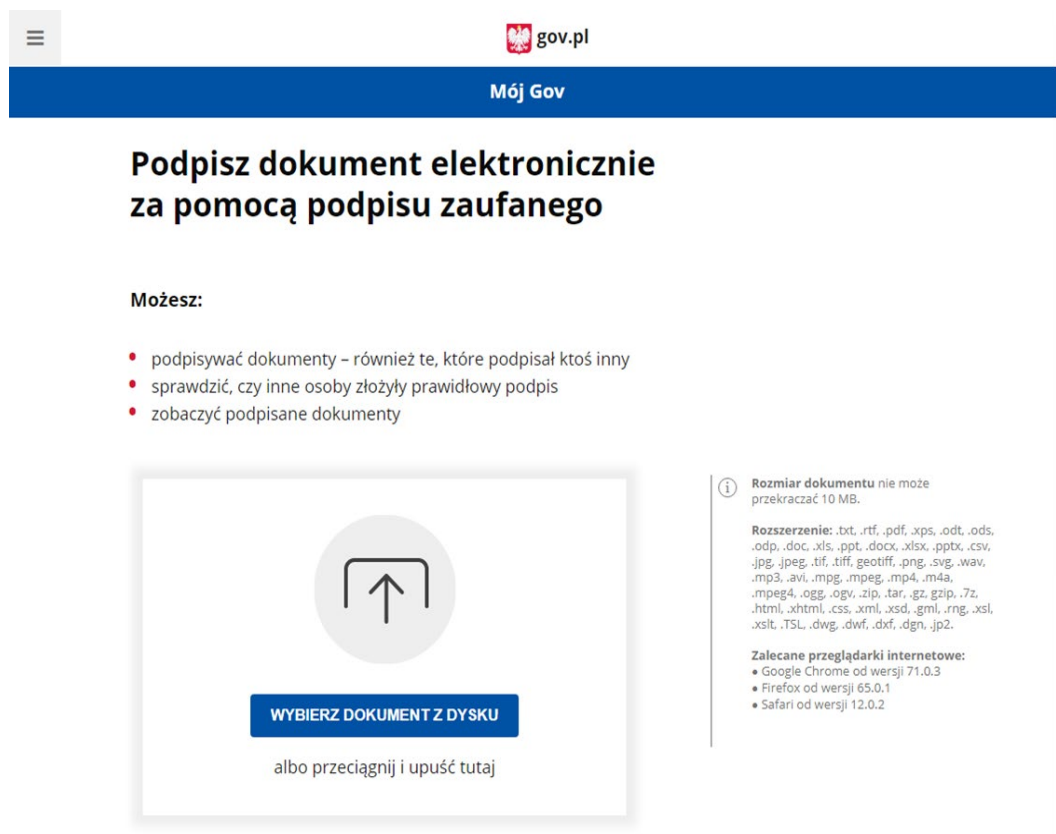 gov.pl
Mój Gov
Podpisz dokument elektronicznie
za pomocą podpisu zaufanego
Możesz:
• podpisywać dokumenty – również te, które podpisał ktoś inny
• sprawdzić, czy inne osoby złożyły prawidłowy podpis
• zobaczyć podpisane dokumenty
WYBIERZ DOKUMENT Z DYSKU
albo przeciągnij i upuść tutaj
Rozmiar dokumentu nie może
przekraczać 10 MB.
Rozszerzenie: .txt, .rtf, .pdf, .xps, .odt, .ods,
.odp, .doc, .xls, .ppt, .docx, .xlsx, .pptx, .csv,
.jpg, .jpeg, .tif, .tiff, geotiff, .png, .svg, .wav,
.mp3, .avi, .mpg, .mpeg, .mp4, .m4a,
.mpeg4, .ogg, .ogv, .zip, .tar, .gz, gzip, .7z,
.html, .xhtml, .css, .xml, .xsd, .gml, .rng, .xsl,
.xslt, .TSL, .dwg, .dwf, .dxf, .dgn, .jp2.
Zalecane przeglądarki internetowe:
● Google Chrome od wersji 71.0.3
● Firefox od wersji 65.0.1
● Safari od wersji 12.0.2